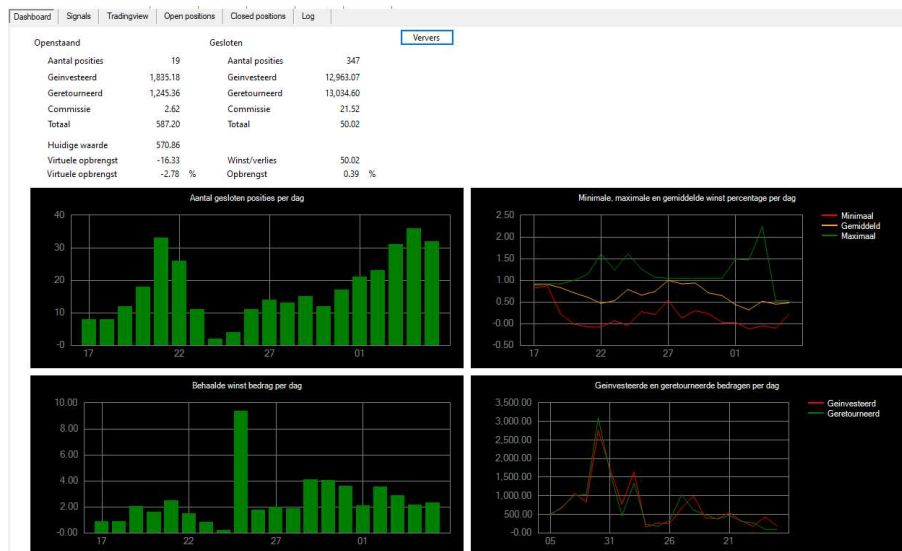 Dashboard Signals Tradingview Open positions Closed positions Log
Ververs
Openstaand Gesloten
Aantal posities 19 Aantal posities 347
Geinvesteerd 1,835.18 Geinvesteerd 12,963.07
Geretourneerd 1,245.36 Geretourneerd 13,034.60
Commissie 2.62 Commissie 21.52
Totaal 587.20 Totaal 50.02
Huidige waarde 570.86
Virtuele opbrengst -16.33 Winst/verlies 50.02
Virtuele opbrengst -2.78 % Opbrengst 0.39 %
Aantal gesloten posities per dag
40
30
20
10
-0
17 22 27 01
Minimale, maximale en gemiddelde winst percentage per dag
2.50
2.00
1.50
1.00
0.50
-0.00
-0.50
17 22 27 01
Minimaal
Gemiddeld
Maximaal
Behaalde winst bedrag per dag
10.00
8.00
6.00
4.00
2.00
-0.00
17 22 27 01
Geinvesteerde en geretourneerde bedragen per dag
3,500.00
3,000.00
2,500.00
2,000.00
1,500.00
1,000.00
500.00
-0.00
05 31 26 21
Geinvesteerd
Geretourneerd